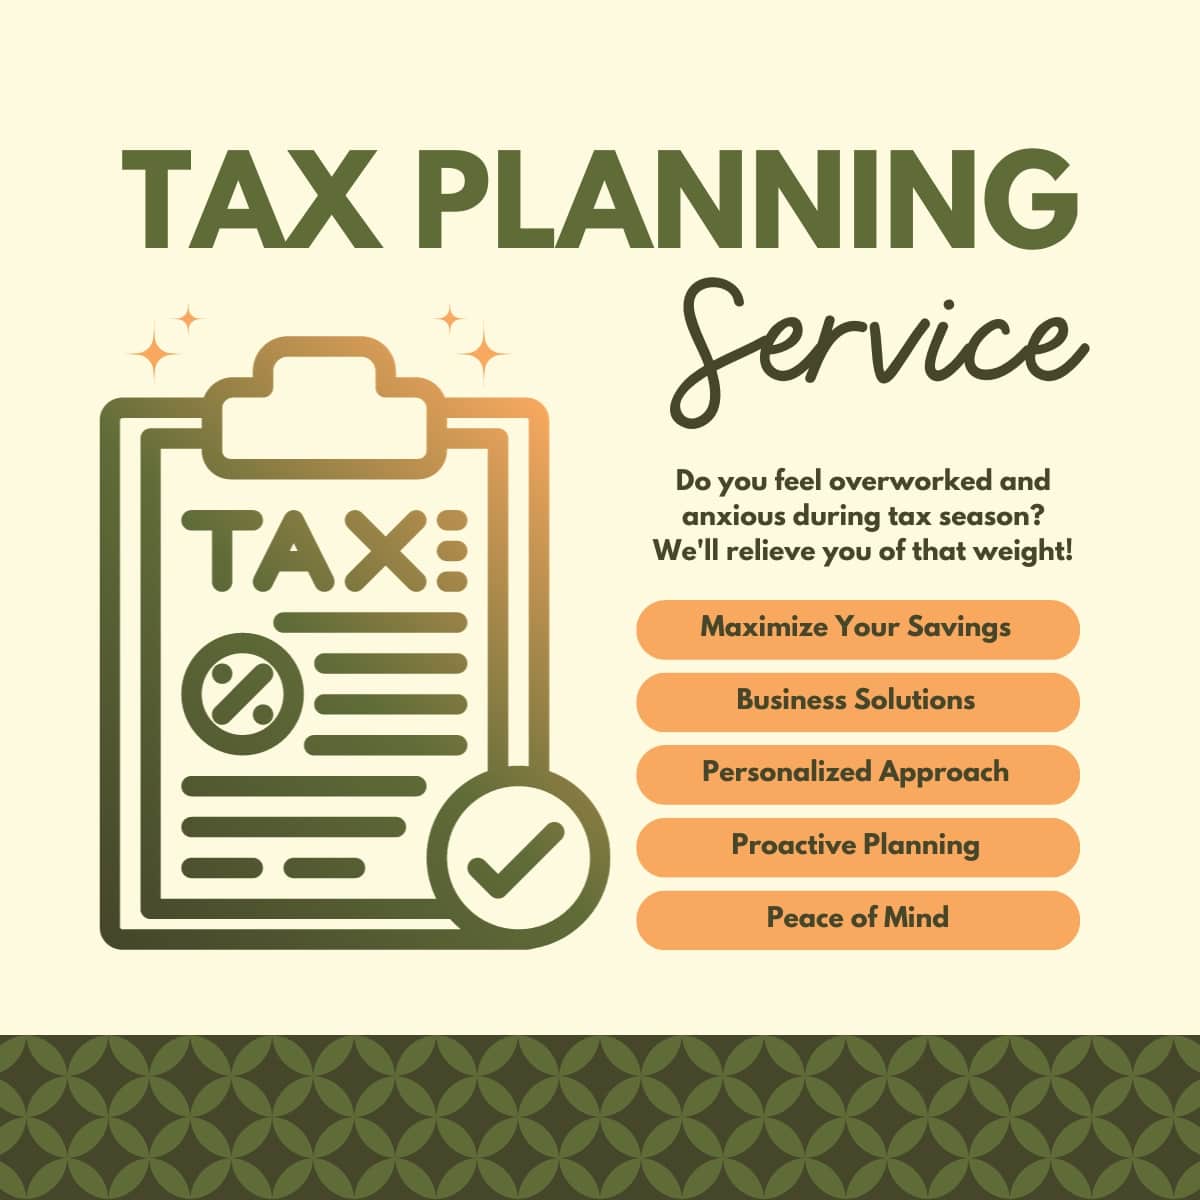 TAX PLANNING
Service
TAX
Do you feel overworked and
anxious during tax season?
We'll relieve you of that weight!
Maximize Your Savings
Business Solutions
Personalized Approach
Proactive Planning
Peace of Mind